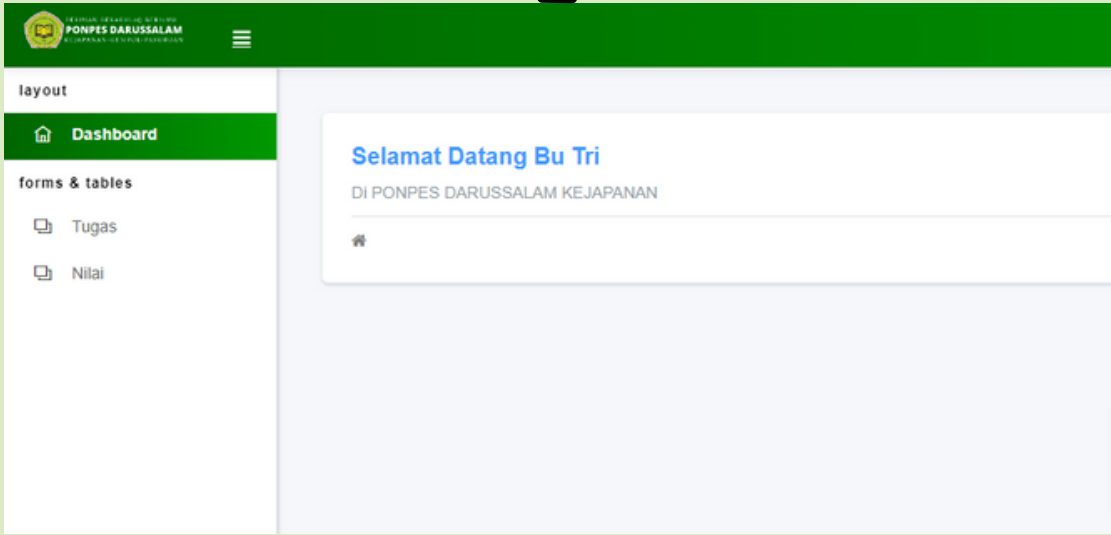 PONPES DARUSSALAM
layout
Dashboard
Selamat Datang Bu Tri
Di PONPES DARUSSALAM KEJAPANAN
forms & tables
Tugas
Nilai